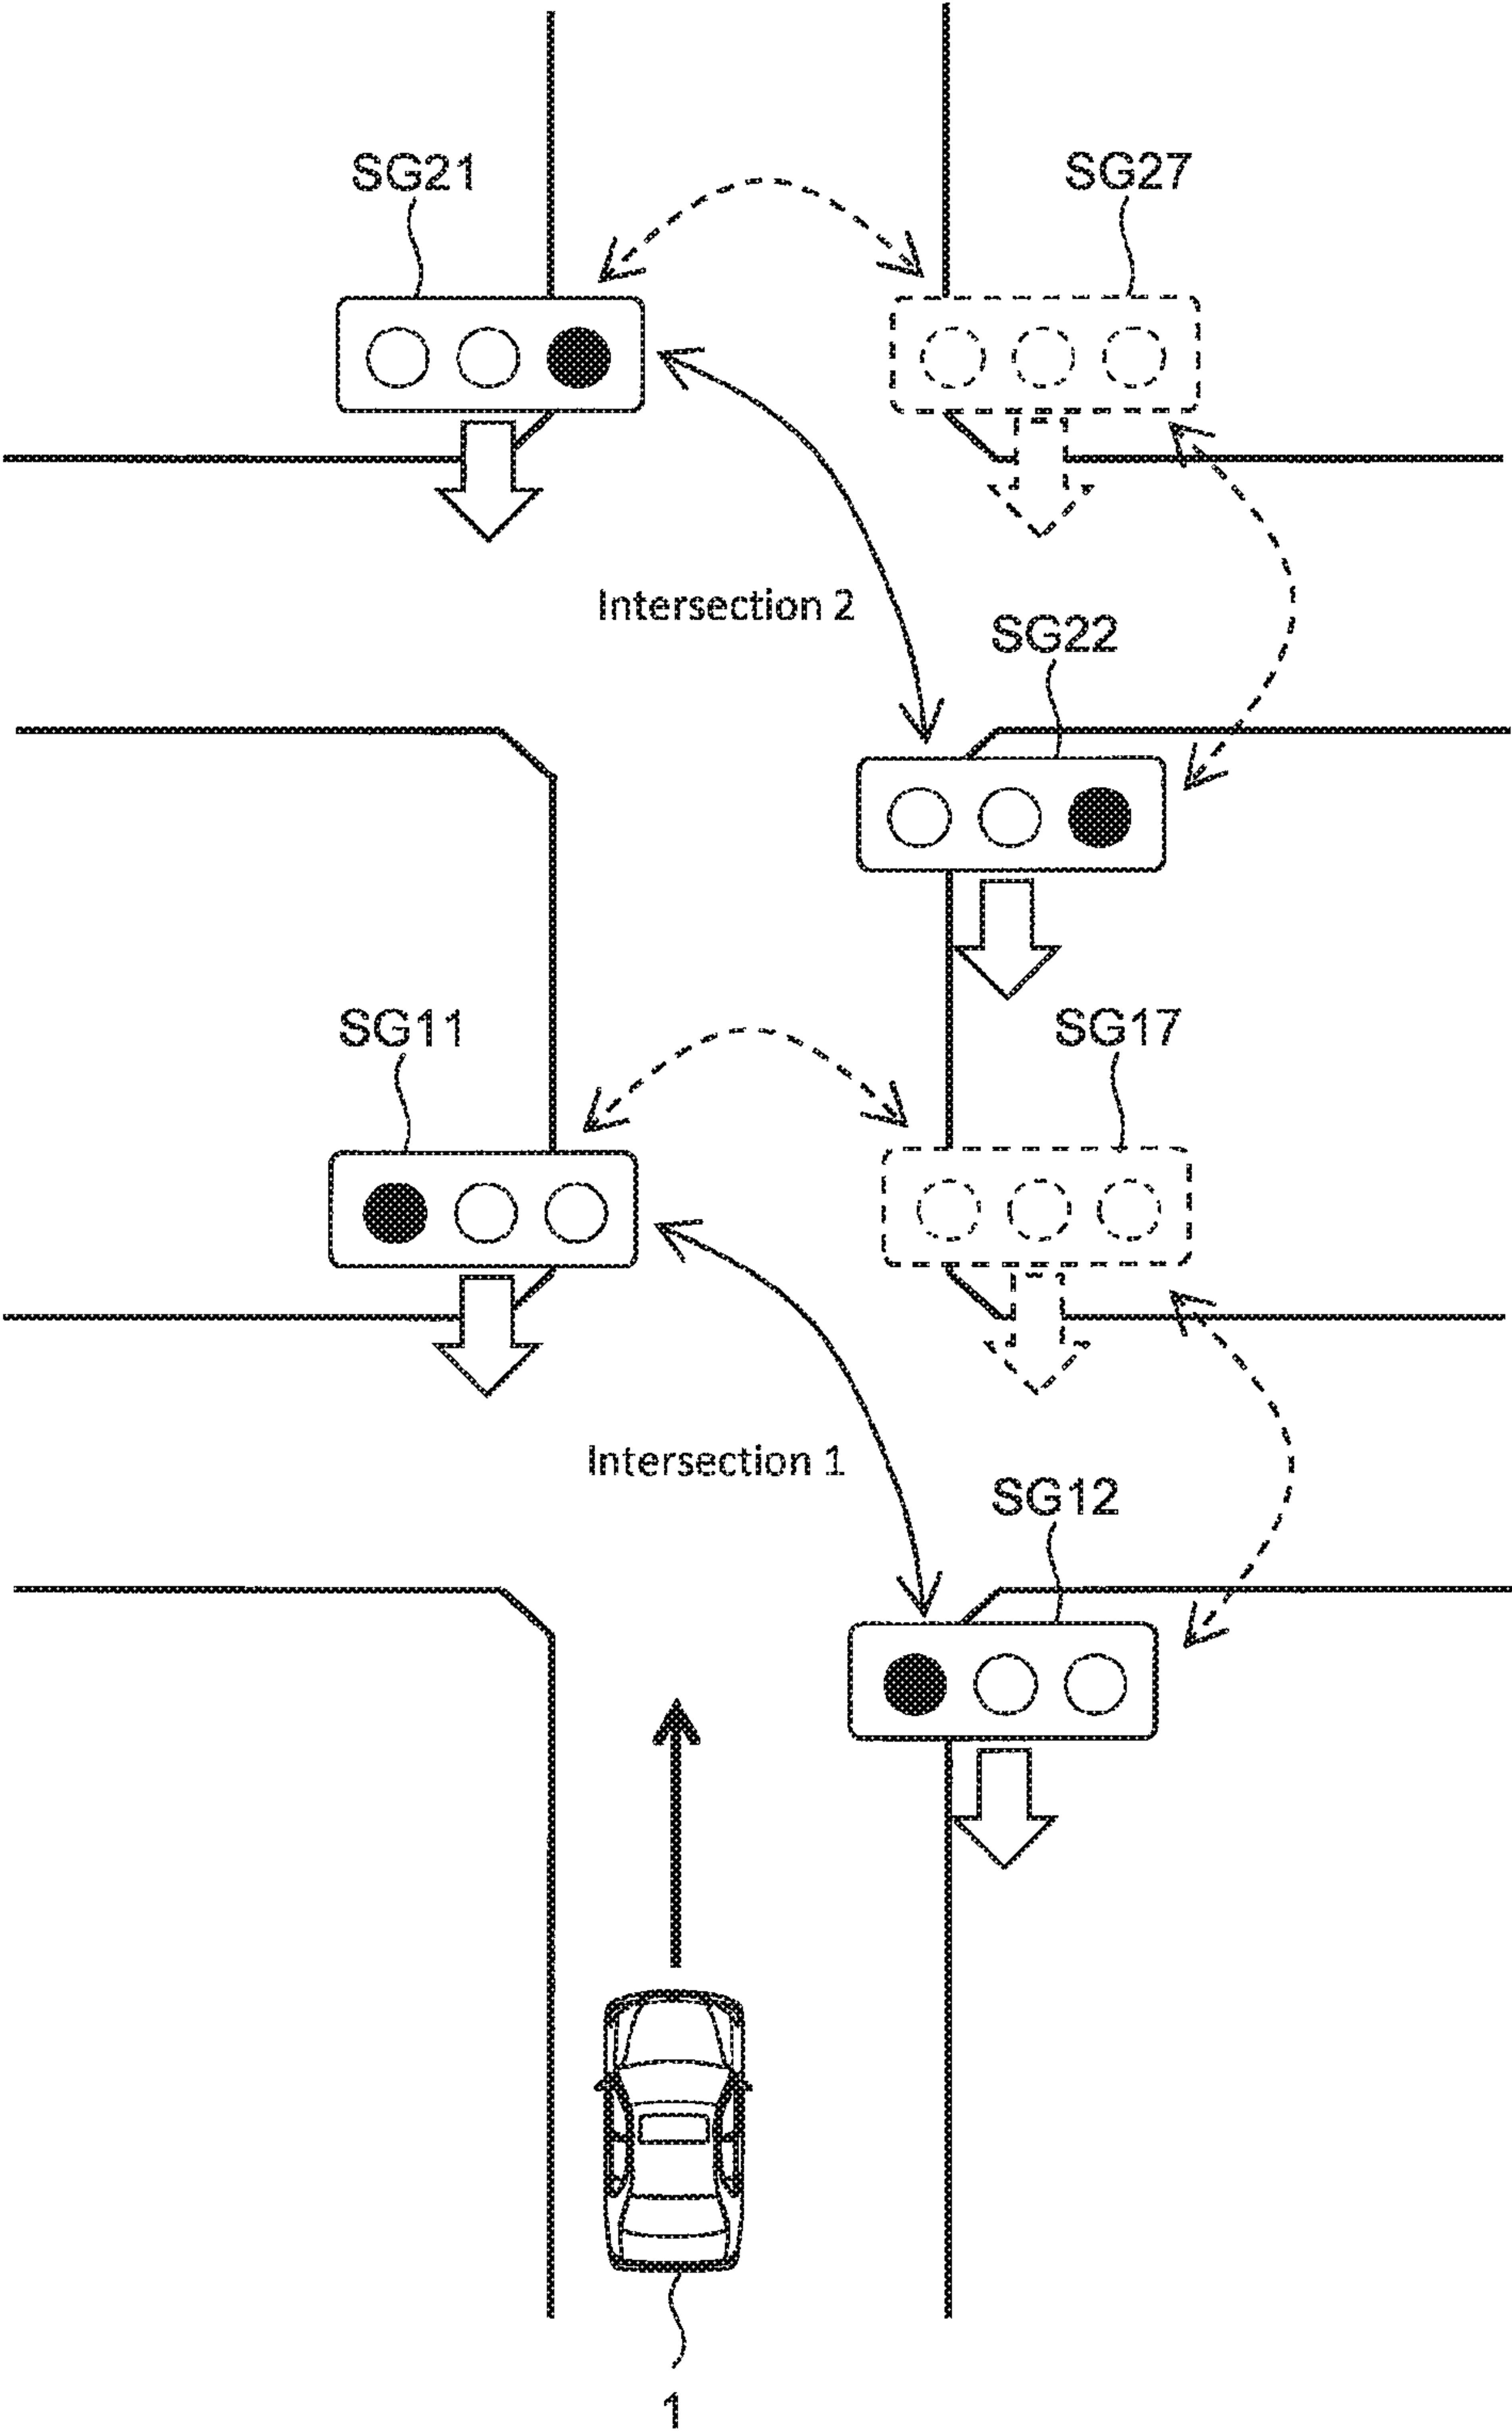 SG21
SG27
Intersection 2
SG22
SG11
SG17
Intersection 1
SG12
1